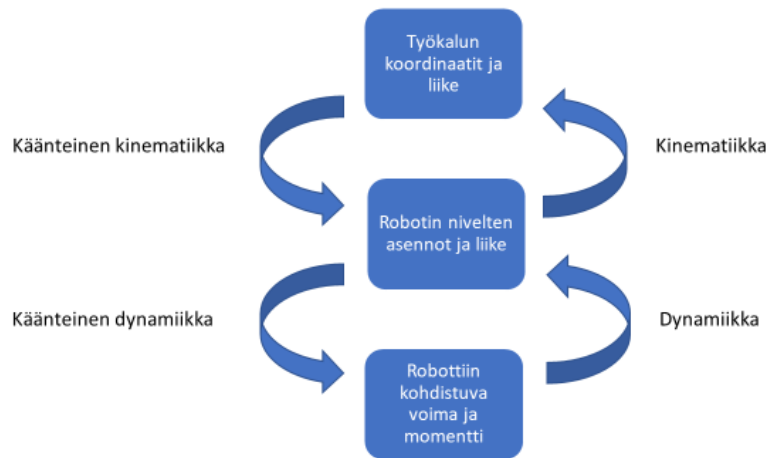 Työkalun
koordinaatit ja
liike
Käänteinen kinematiikka
Kinematiikka
Robotin nivelten
asennot ja liike
Käänteinen dynamiikka
Dynamiikka
Robottiin
kohdistuva
voima ja
momentti